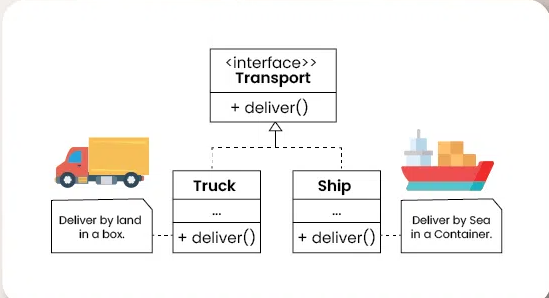 <interface>>
Transport
+ deliver()
Truck
...
+ deliver()
Ship
...
+ deliver()
Deliver by land
in a box.
Deliver by Sea
in a Container.